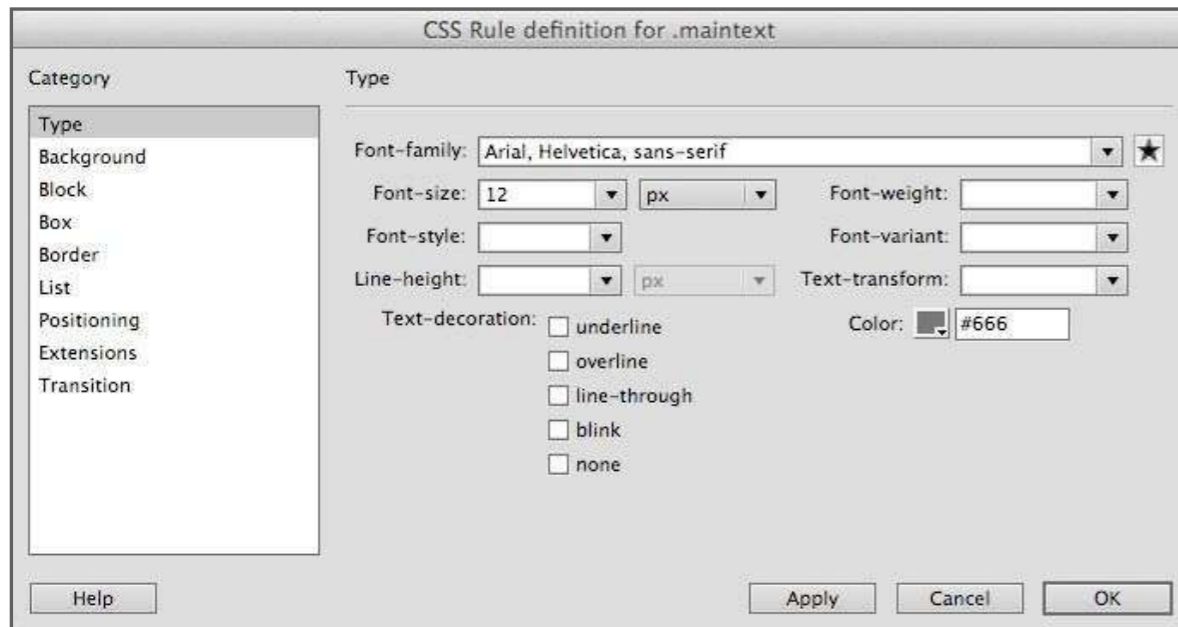 CSS Rule definition for .maintext
Category
Type
Background
Block
Box
Border
List
Positioning
Extensions
Transition
Type
Font-family: Arial, Helvetica, sans-serif
Font-size: 12 px Font-weight:
Font-style: Font-variant:
Line-height: px Text-transform:
Text-decoration: underline Color: #666
overline
line-through
blink
none
Help Apply Cancel OK